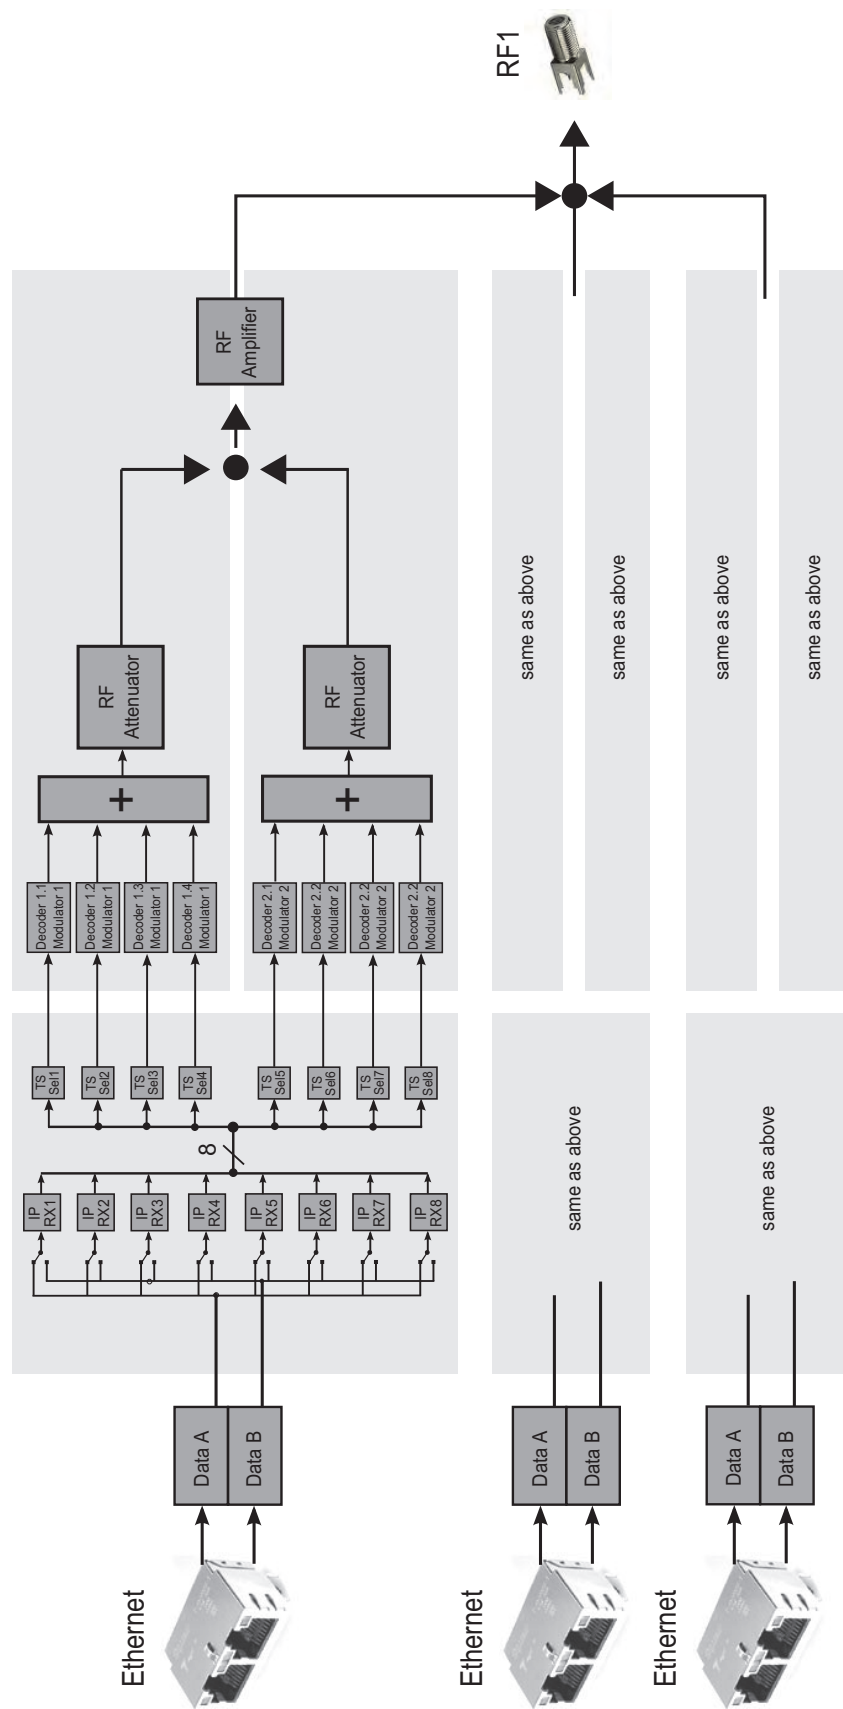 Ethernet
Data A
Data B
IP
RX1
IP
RX2
IP
RX3
IP
RX4
IP
RX5
IP
RX6
IP
RX7
IP
RX8
8
TS
Sel1
TS
Sel2
TS
Sel3
TS
Sel4
TS
Sel5
TS
Sel6
TS
Sel7
TS
Sel8
Decoder 1.1
Modulator 1
Decoder 1.2
Modulator 1
Decoder 1.3
Modulator 1
Decoder 1.4
Modulator 1
Decoder 2.1
Modulator 2
Decoder 2.2
Modulator 2
Decoder 2.2
Modulator 2
Decoder 2.2
Modulator 2
+
+
RF
Attenuator
RF
Attenuator
RF
Amplifier
RF1
Ethernet
Data A
Data B
same as above
same as above
same as above
Ethernet
Data A
Data B
same as above
same as above
same as above